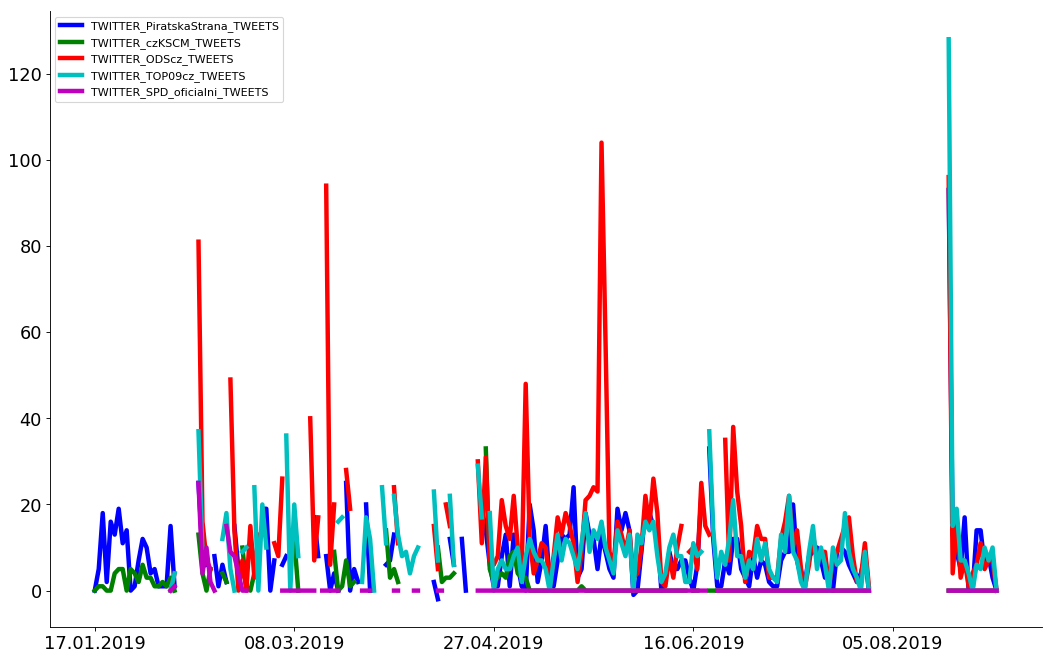 TWITTER_PiratskaStrana_TWEETS
TWITTER_czKSCM_TWEETS
TWITTER_ODScz_TWEETS
TWITTER_TOP09cz_TWEETS
TWITTER_SPD_oficialni_TWEETS
120
100
80
60
40
20
0
17.01.2019 08.03.2019 27.04.2019 16.06.2019 05.08.2019